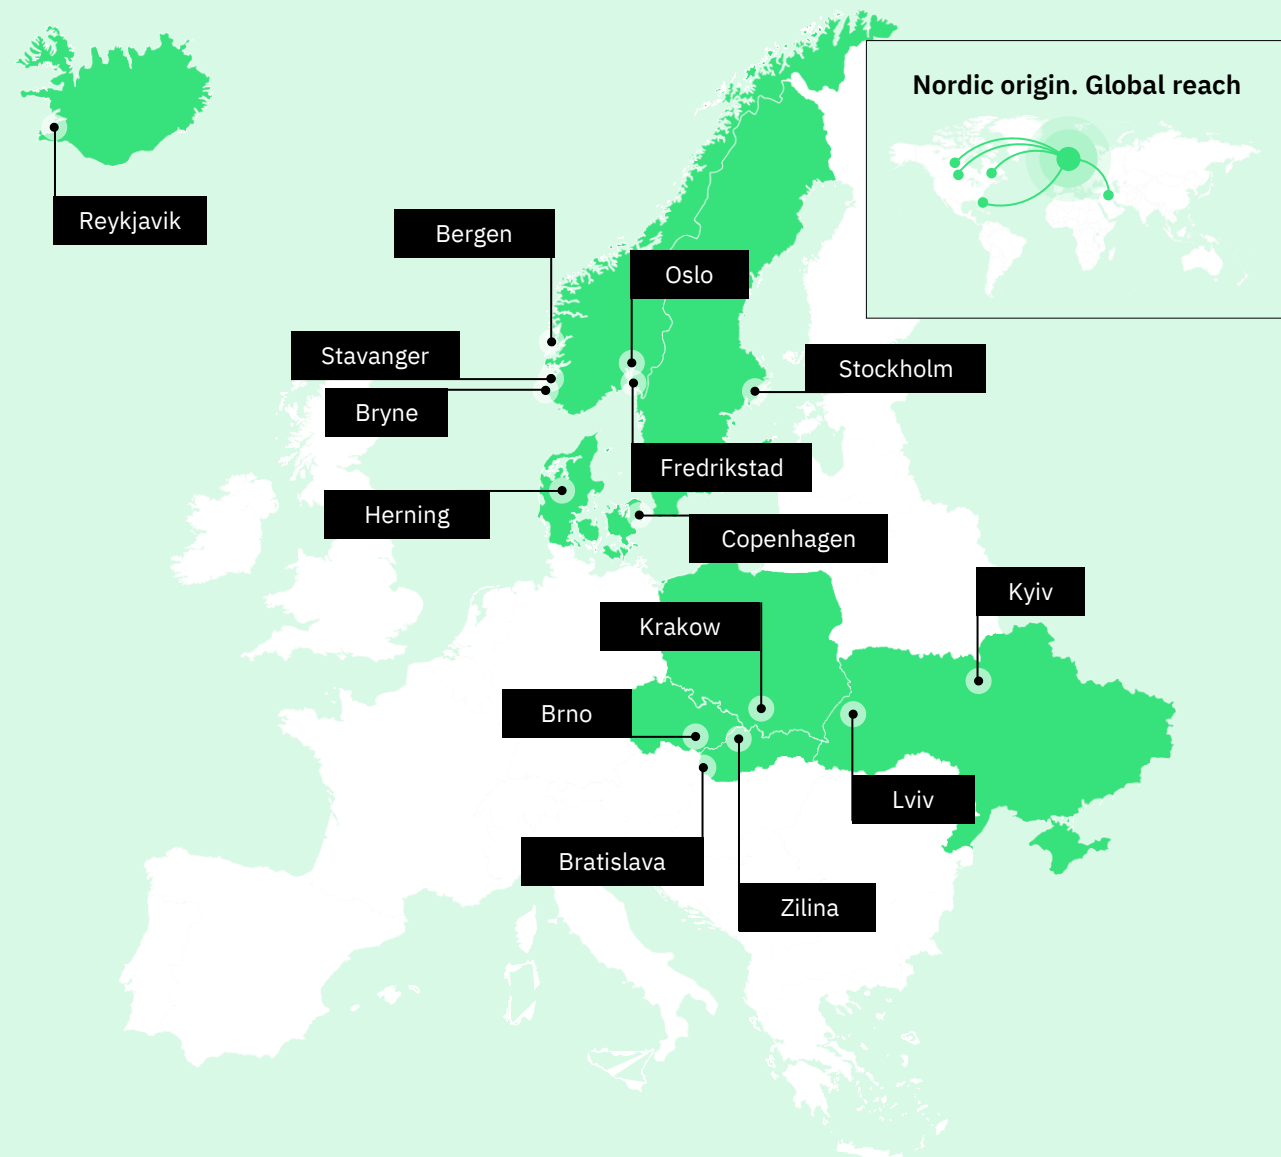 Nordic origin. Global reach
Reykjavik
Bergen
Oslo
Stavanger
Stockholm
Bryne
Fredrikstad
Herning
Copenhagen
Kyiv
Krakow
Brno
Lviv
Bratislava
Zilina